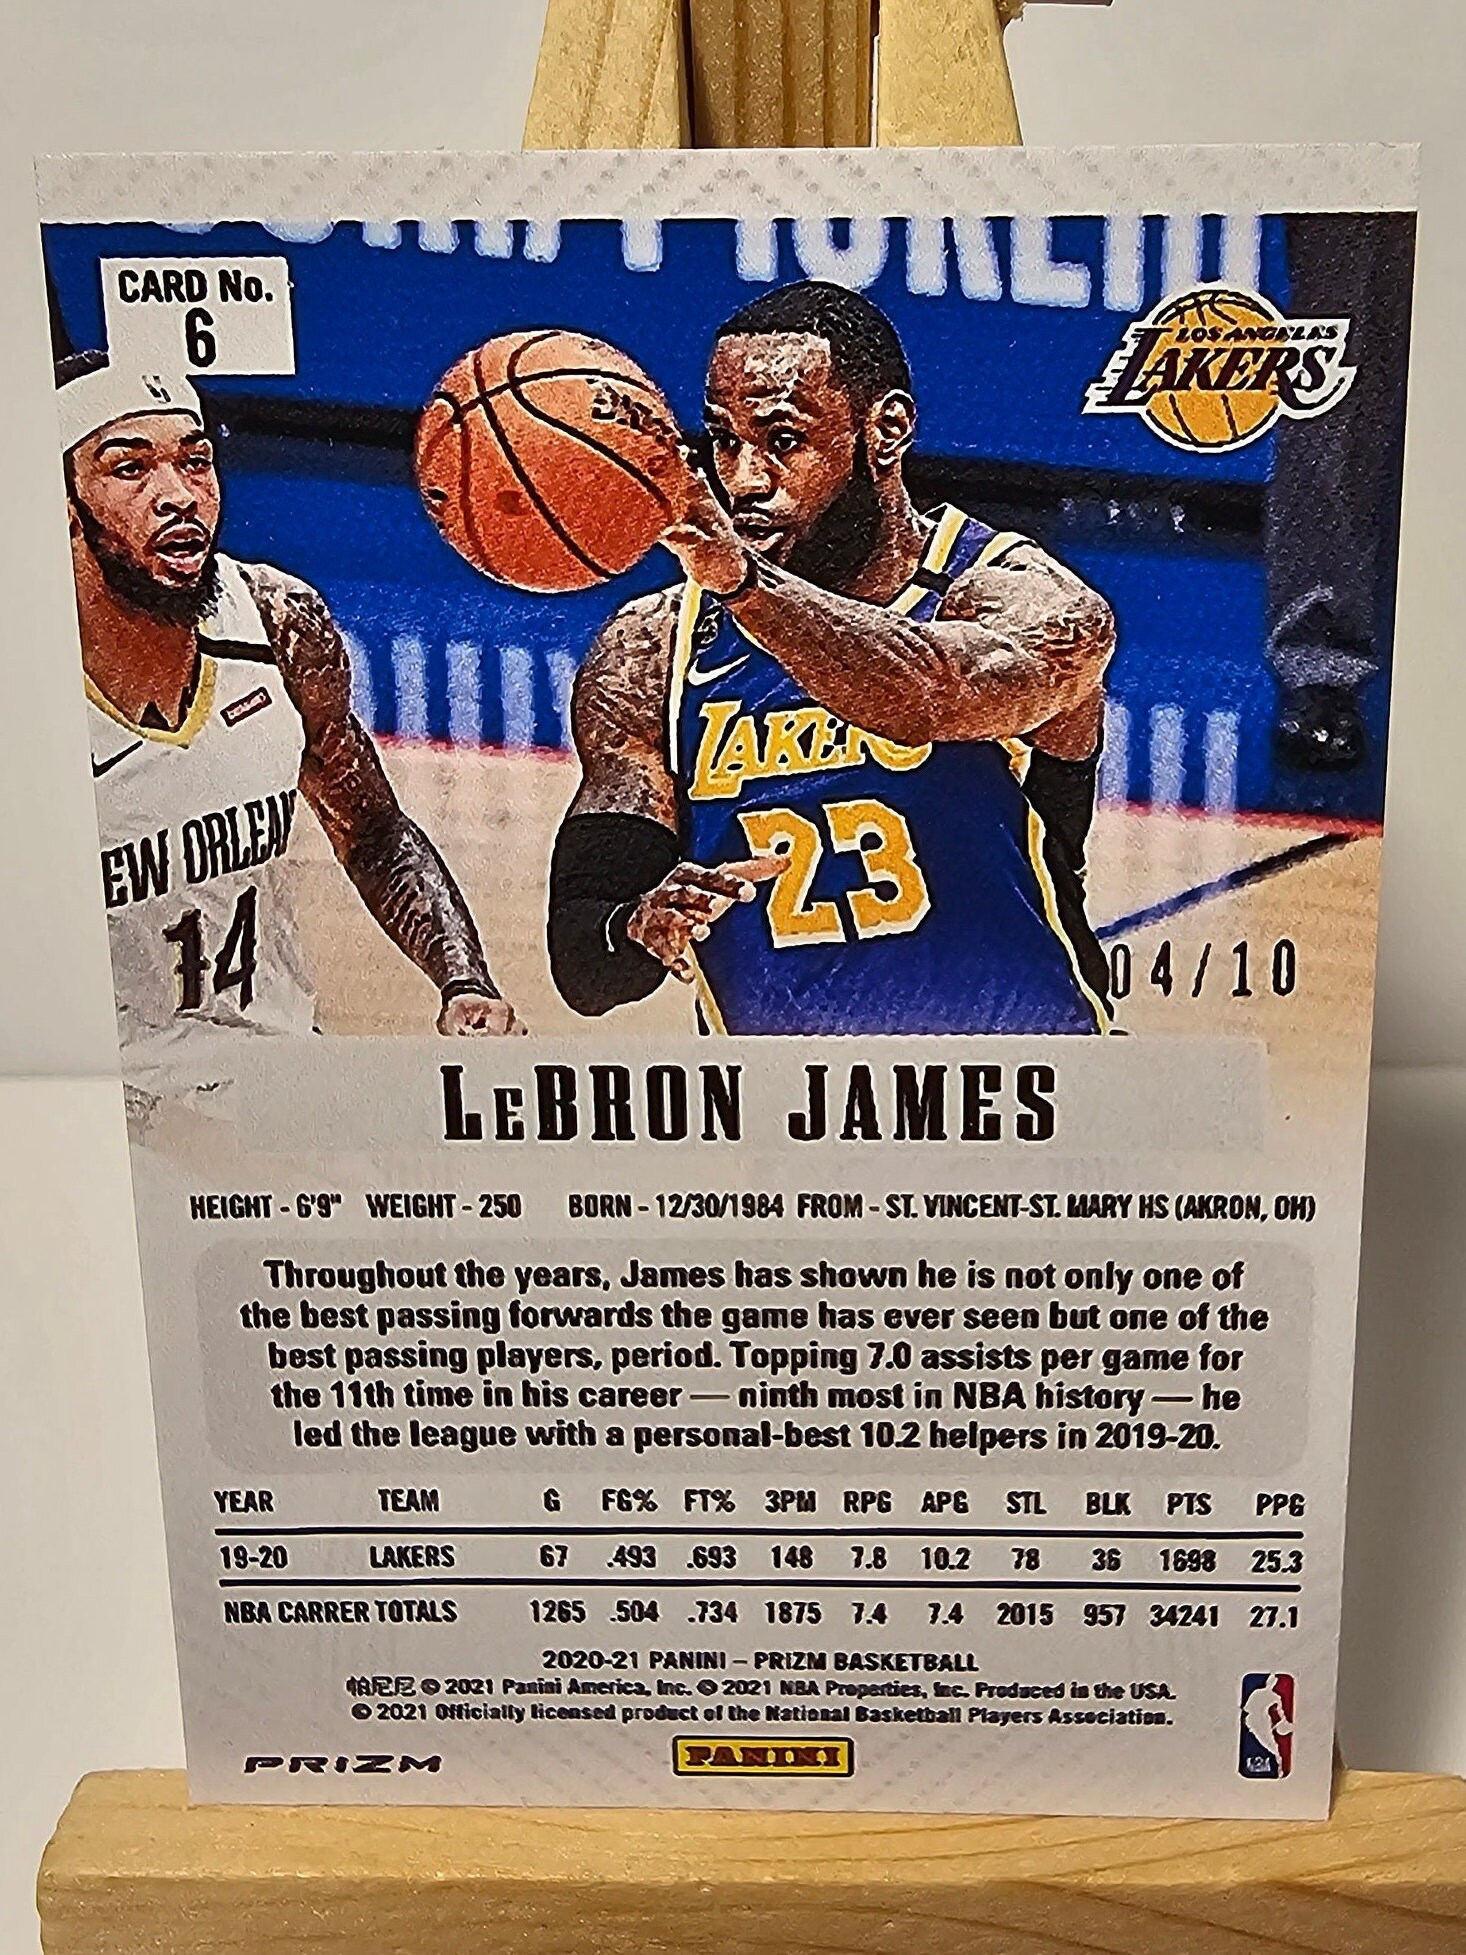 CARD No.
6
LOS ANGELES
LAKERS
NEW ORLEAN
14
LAKERS
23
04/10
LeBRON JAMES
HEIGHT - 6'9" WEIGHT - 250 BORN - 12/30/1984 FROM - ST. VINCENT-ST. MARY HS (AKRON, OH)
Throughout the years, James has shown he is not only one of
the best passing forwards the game has ever seen but one of the
best passing players, period. Topping 7.0 assists per game for
the 11th time in his career — ninth most in NBA history — he
led the league with a personal-best 10.2 helpers in 2019-20.
YEAR TEAM G FG% FT% 3PM RPG APG STL BLK PTS PPG
19-20 LAKERS 67 .493 .693 148 7.8 10.2 78 36 1698 25.3
NBA CARRER TOTALS 1265 .504 .734 1875 7.4 7.4 2015 957 34241 27.1
2020-21 PANINI – PRIZM BASKETBALL
帕尼尼 © 2021 Panini America, Inc. © 2021 NBA Properties, Inc. Produced in the USA.
© 2021 Officially licensed product of the National Basketball Players Association.
PRIZM PANINI NBA